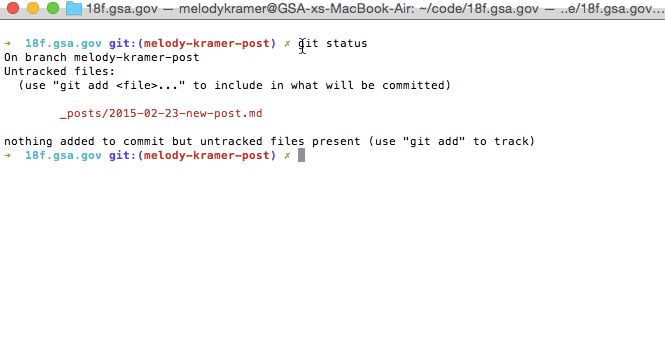 18f.gsa.gov — melodykramer@GSA-xs-MacBook-Air: ~/code/18f.gsa.gov — ..e/18f.gsa.gov...
➜ 18f.gsa.gov git:(melody-kramer-post) ✗ git status
On branch melody-kramer-post
Untracked files:
(use "git add <file>..." to include in what will be committed)
_posts/2015-02-23-new-post.md
nothing added to commit but untracked files present (use "git add" to track)
➜ 18f.gsa.gov git:(melody-kramer-post) ✗